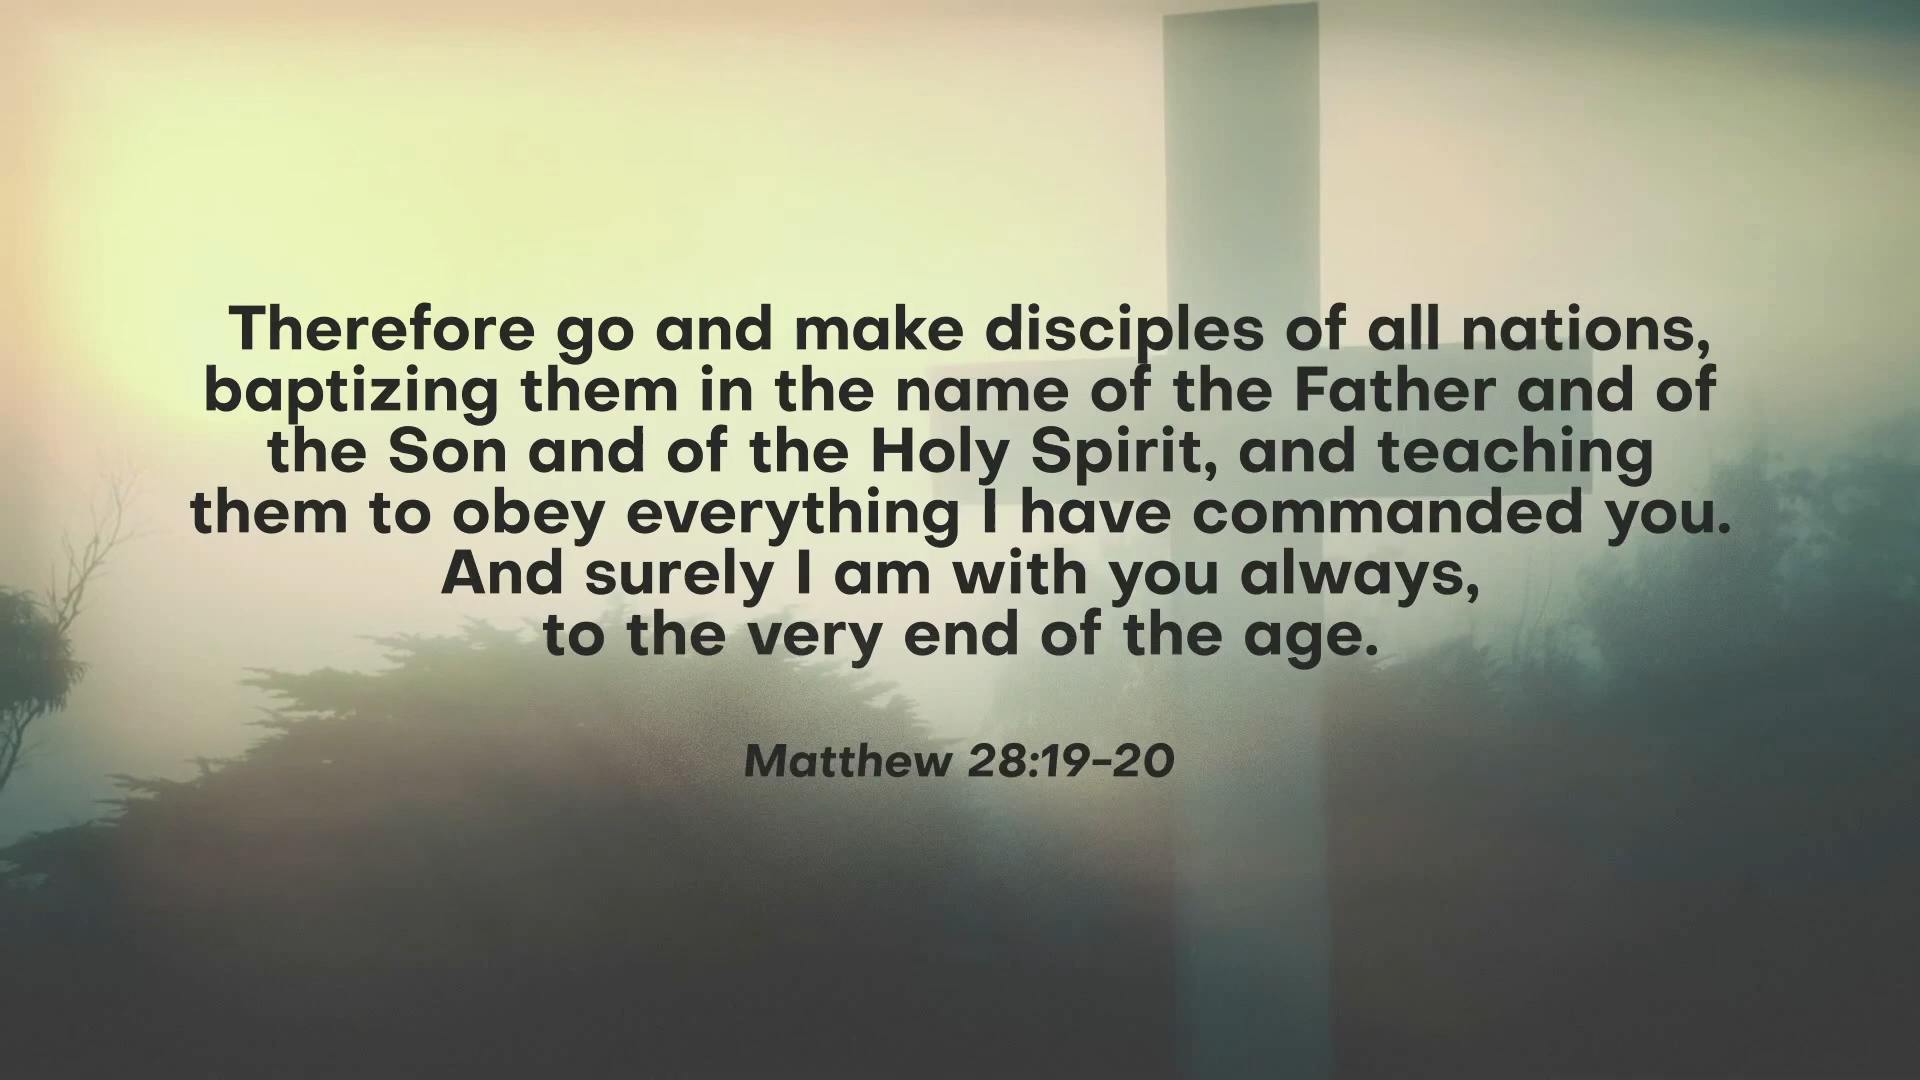 Therefore go and make disciples of all nations,
baptizing them in the name of the Father and of
the Son and of the Holy Spirit, and teaching
them to obey everything I have commanded you.
And surely I am with you always,
to the very end of the age.
Matthew 28:19-20